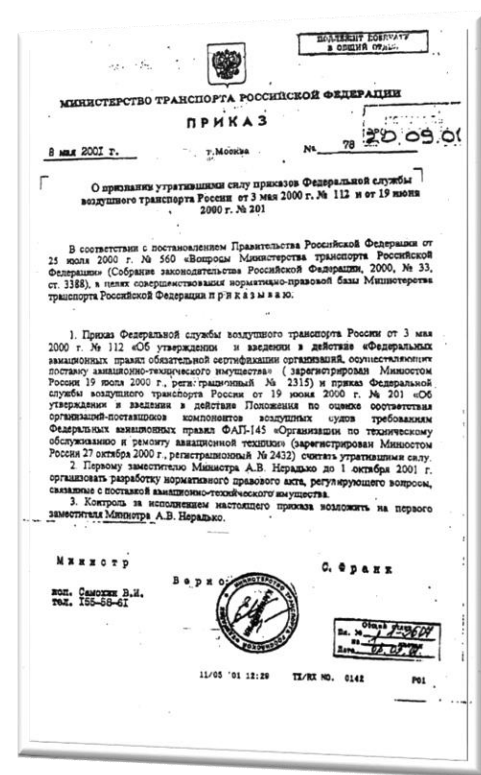 ПОДЛЕЖИТ ВОЗВРАТУ
В ОБЩИЙ ОТДЕЛ
МИНИСТЕРСТВО ТРАНСПОРТА РОССИЙСКОЙ ФЕДЕРАЦИИ
ПРИКАЗ
20.09.01
8 мая 2001 г. г.Москва № 78
О признании утратившими силу приказов Федеральной службы
воздушного транспорта России от 3 мая 2000 г. № 112 и от 19 июня
2000 г. № 201
В соответствии с постановлением Правительства Российской Федерации от
25 июля 2000 г. № 560 «Вопросы Министерства транспорта Российской
Федерации» (Собрание законодательства Российской Федерации, 2000, № 33,
ст. 3388), в целях совершенствования нормативно-правовой базы Министерства
транспорта Российской Федерации п р и к а з ы в а ю:
1. Приказ Федеральной службы воздушного транспорта России от 3 мая
2000 г. № 112 «Об утверждении и введении в действие «Федеральных
авиационных правил обязательной сертификации организаций, осуществляющих
поставку авиационно-технического имущества» ( зарегистрирован Минюстом
России 19 июля 2000 г., регистрационный № 2315) и приказ Федеральной
службы воздушного транспорта России от 19 июня 2000 г. № 201 «Об
утверждении и введении в действие Положения по оценке соответствия
организаций-поставщиков компонентов воздушных судов требованиям
Федеральных авиационных правил ФАП-145 «Организации по техническому
обслуживанию и ремонту авиационной техники» (зарегистрирован Минюстом
России 27 октября 2000 г., регистрационный № 2432) считать утратившими силу.
2. Первому заместителю Министра А.В. Нерадько до 1 октября 2001 г.
организовать разработку нормативного правового акта, регулирующего вопросы,
связанные с поставкой авиационно-технического имущества.
3. Контроль за исполнением настоящего приказа возложить на первого
заместителя Министра А.В. Нерадько.
Министр С. Франк
Верно
исп. Самохин В.И.
тел. 155-58-61
Общий отдел
11/05 '01 12:29 TX/RX NO. 0142 P01